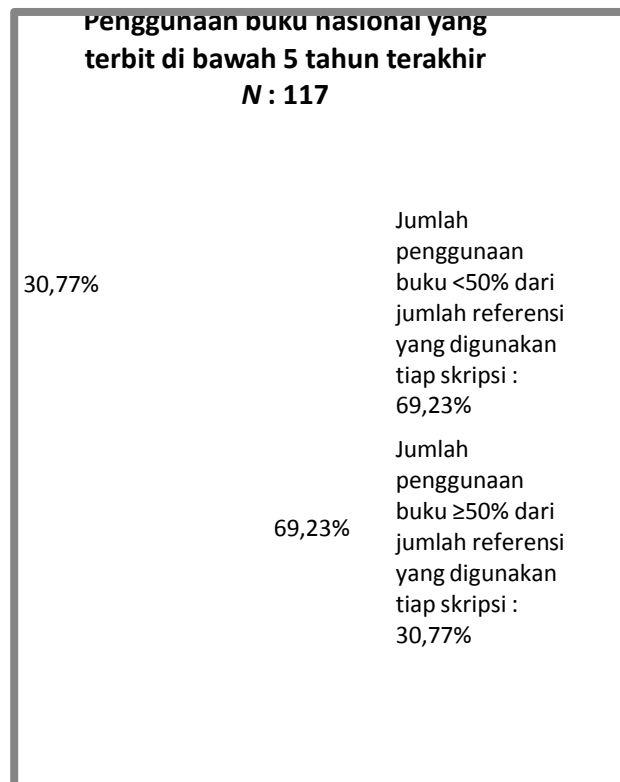 Penggunaan buku nasional yang
terbit di bawah 5 tahun terakhir
N : 117
30,77%
Jumlah
penggunaan
buku <50% dari
jumlah referensi
yang digunakan
tiap skripsi :
69,23%
69,23%
Jumlah
penggunaan
buku ≥50% dari
jumlah referensi
yang digunakan
tiap skripsi :
30,77%